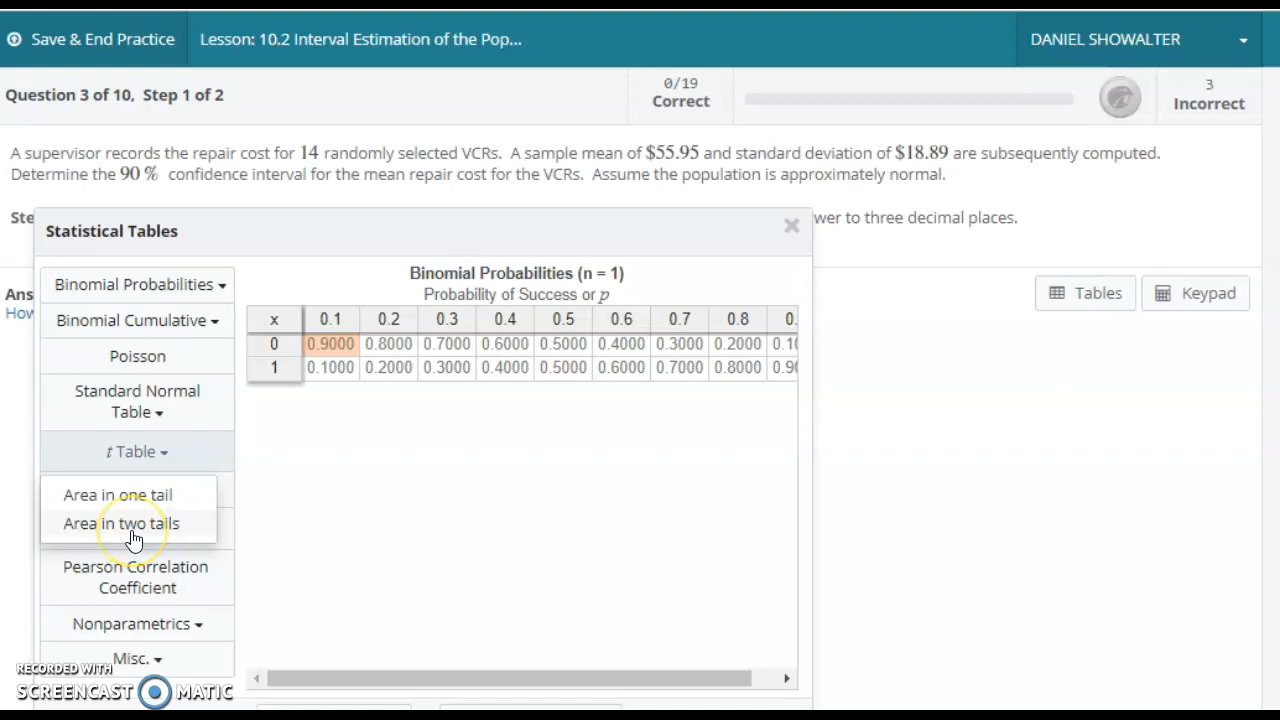 Save & End Practice
Lesson: 10.2 Interval Estimation of the Pop...
DANIEL SHOWALTER
Question 3 of 10, Step 1 of 2
0/19
Correct
3
Incorrect
A supervisor records the repair cost for 14 randomly selected VCRs. A sample mean of $55.95 and standard deviation of $18.89 are subsequently computed.
Determine the 90 % confidence interval for the mean repair cost for the VCRs. Assume the population is approximately normal.
Ste
wer to three decimal places.
Statistical Tables
Ans
How
Tables
Keypad
Binomial Probabilities
Binomial Cumulative
Poisson
Standard Normal
Table
t Table
Area in one tail
Area in two tails
Pearson Correlation
Coefficient
Nonparametrics
Misc.
Binomial Probabilities (n = 1)
Probability of Success or p
x 0.1 0.2 0.3 0.4 0.5 0.6 0.7 0.8 0.
0 0.9000 0.8000 0.7000 0.6000 0.5000 0.4000 0.3000 0.2000 0.10
1 0.1000 0.2000 0.3000 0.4000 0.5000 0.6000 0.7000 0.8000 0.90
RECORDED WITH
SCREENCAST MATIC